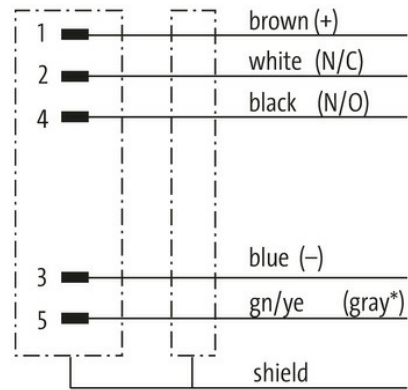 1 brown (+)
2 white (N/C)
4 black (N/O)
3 blue (–)
5 gn/ye (gray*)
shield